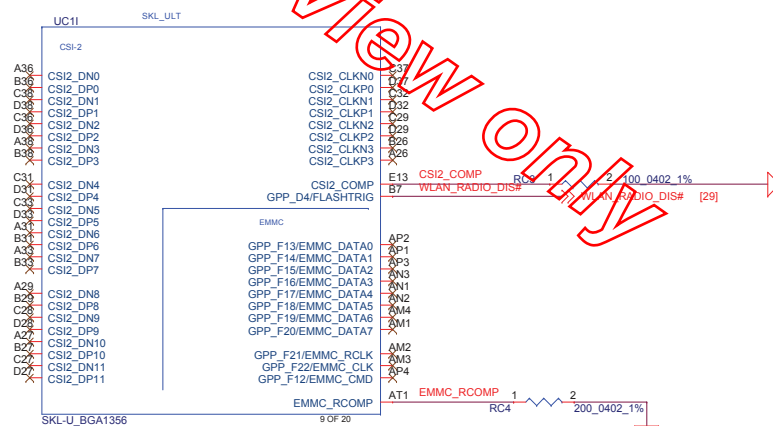 UC1I
SKL_ULT
CSI-2
A36 CSI2_DN0
B36 CSI2_DP0
C38 CSI2_DN1
D38 CSI2_DP1
C36 CSI2_DN2
D36 CSI2_DP2
A38 CSI2_DN3
B38 CSI2_DP3
C31 CSI2_DN4
D31 CSI2_DP4
C33 CSI2_DN5
D33 CSI2_DP5
A31 CSI2_DN6
B31 CSI2_DP6
A33 CSI2_DN7
B33 CSI2_DP7
A29 CSI2_DN8
B29 CSI2_DP8
C28 CSI2_DN9
D28 CSI2_DP9
A27 CSI2_DN10
B27 CSI2_DP10
C27 CSI2_DN11
D27 CSI2_DP11
CSI2_CLKN0 C37
CSI2_CLKP0 D37
CSI2_CLKN1 C32
CSI2_CLKP1 D32
CSI2_CLKN2 C29
CSI2_CLKP2 D29
CSI2_CLKN3 B26
CSI2_CLKP3 A26
CSI2_COMP E13 CSI2_COMP 1 2 100_0402_1%
GPP_D4/FLASHTRIG B7 WLAN_RADIO_DIS# WLAN_RADIO_DIS# [29]
EMMC
GPP_F13/EMMC_DATA0 AP2
GPP_F14/EMMC_DATA1 AP1
GPP_F15/EMMC_DATA2 AP3
GPP_F16/EMMC_DATA3 AN3
GPP_F17/EMMC_DATA4 AN1
GPP_F18/EMMC_DATA5 AN2
GPP_F19/EMMC_DATA6 AM4
GPP_F20/EMMC_DATA7 AM1
GPP_F21/EMMC_RCLK AM2
GPP_F22/EMMC_CLK AM3
GPP_F12/EMMC_CMD AP4
EMMC_RCOMP AT1 EMMC_RCOMP RC4 1 2 200_0402_1%
SKL-U_BGA1356
9 OF 20
view only